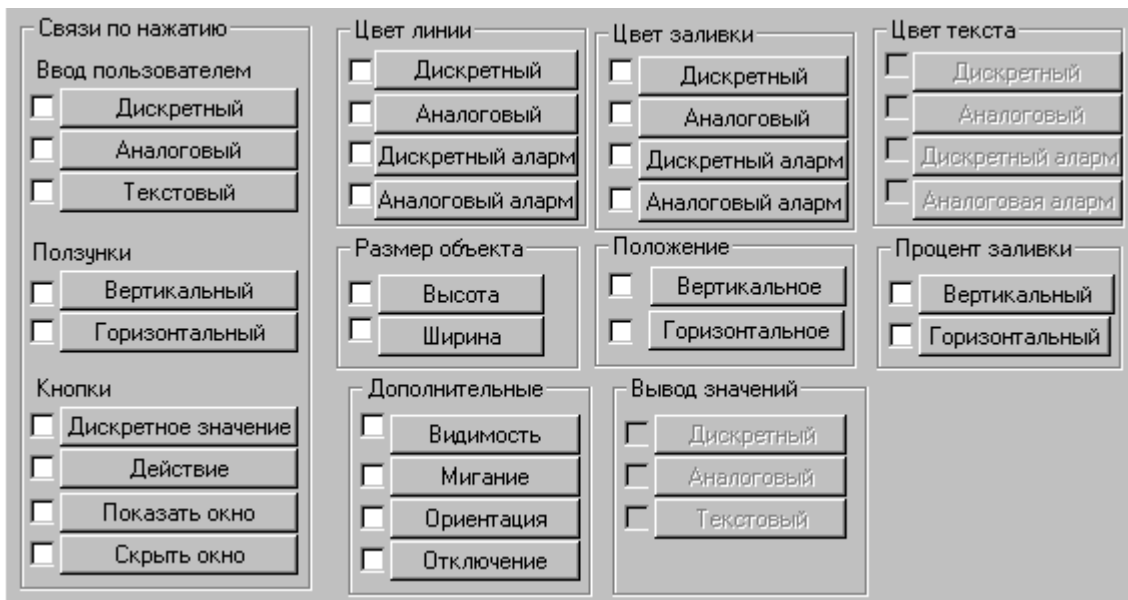 Связи по нажатию
Ввод пользователем
Дискретный
Аналоговый
Текстовый
Ползунки
Вертикальный
Горизонтальный
Кнопки
Дискретное значение
Действие
Показать окно
Скрыть окно
Цвет линии
Дискретный
Аналоговый
Дискретный аларм
Аналоговый аларм
Цвет заливки
Дискретный
Аналоговый
Дискретный аларм
Аналоговый аларм
Цвет текста
Дискретный
Аналоговый
Дискретный аларм
Аналоговая аларм
Размер объекта
Высота
Ширина
Положение
Вертикальное
Горизонтальное
Процент заливки
Вертикальный
Горизонтальный
Дополнительные
Видимость
Мигание
Ориентация
Отключение
Вывод значений
Дискретный
Аналоговый
Текстовый